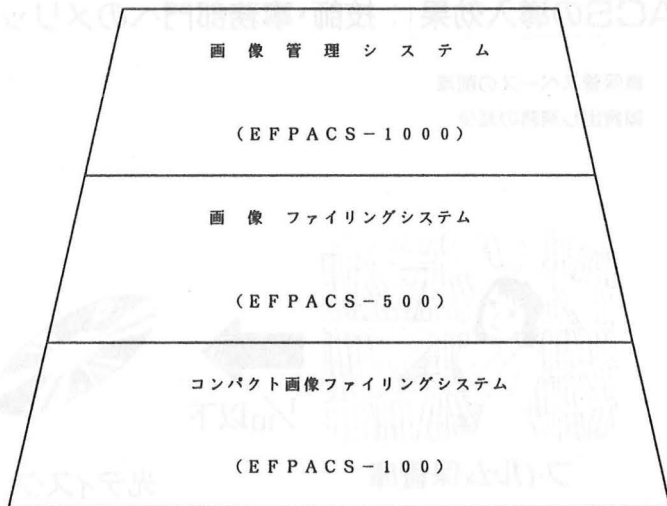 画像管理システム
(EFPACS-1000)
画像 ファイリングシステム
(EFPACS-500)
コンパクト画像ファイリングシステム
(EFPACS-100)